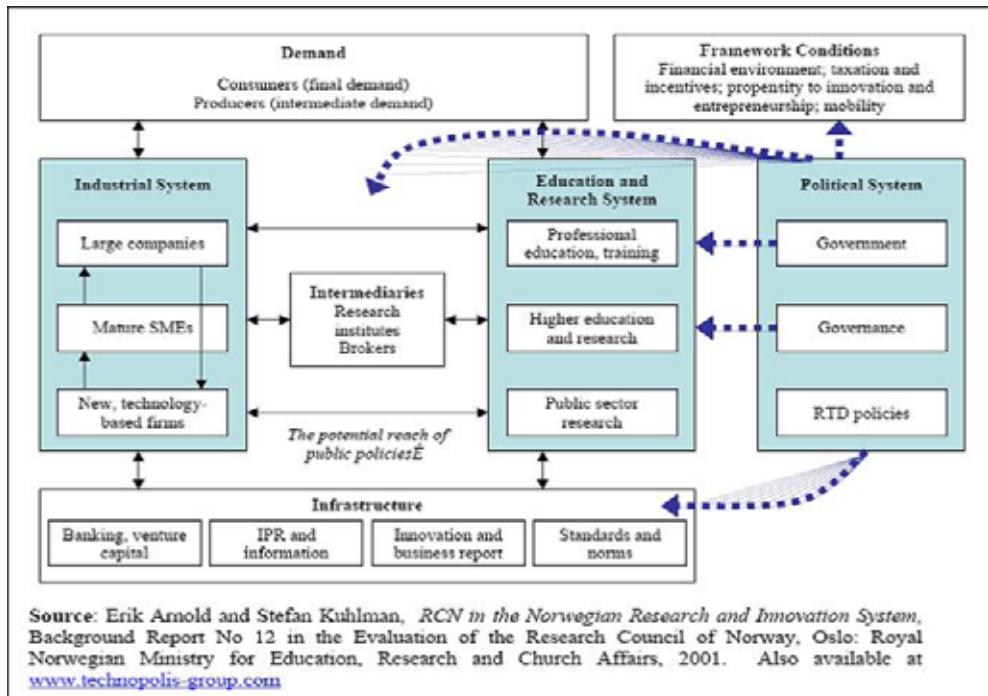 Demand
Consumers (final demand)
Producers (intermediate demand)
Framework Conditions
Financial environment; taxation and
incentives; propensity to innovation and
entrepreneurship; mobility
Industrial System
Large companies
Mature SMEs
New, technology-
based firms
Intermediaries
Research
institutes
Brokers
The potential reach of
public policiesÉ
Education and
Research System
Professional
education, training
Higher education
and research
Public sector
research
Political System
Government
Governance
RTD policies
Infrastructure
Banking, venture
capital
IPR and
information
Innovation and
business report
Standards and
norms
Source: Erik Arnold and Stefan Kuhlman, RCN in the Norwegian Research and Innovation System,
Background Report No 12 in the Evaluation of the Research Council of Norway, Oslo: Royal
Norwegian Ministry for Education, Research and Church Affairs, 2001. Also available at
www.technopolis-group.com